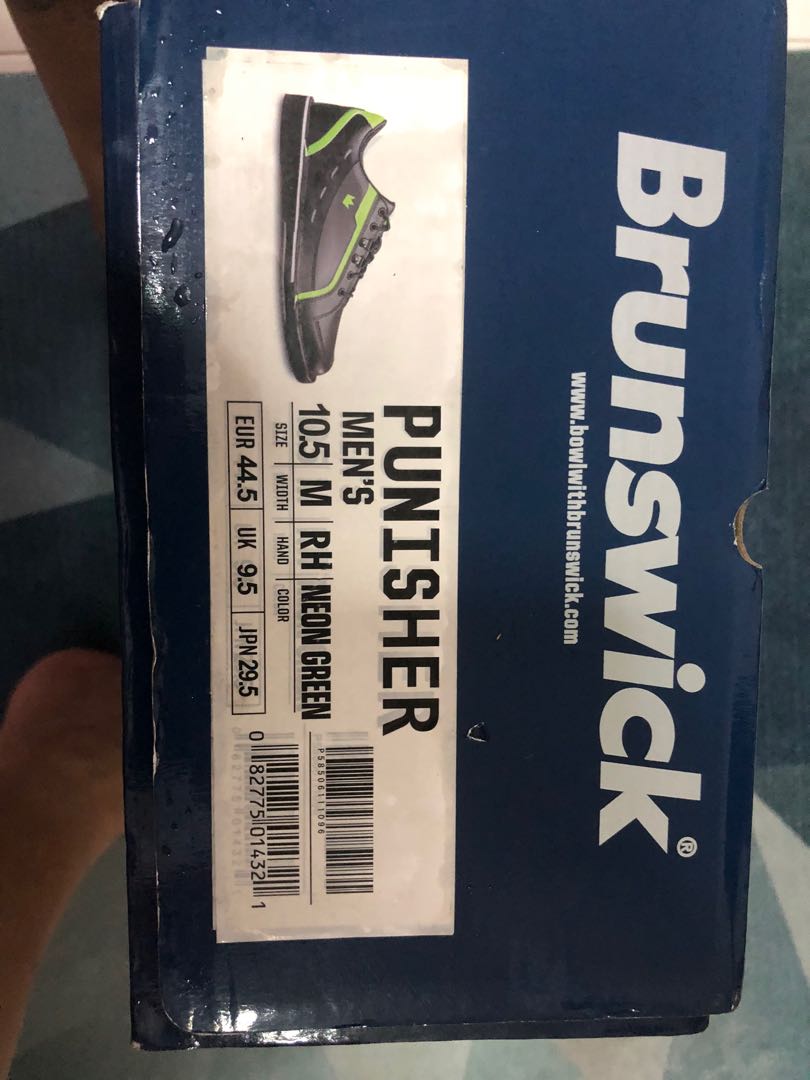 Brunswick®
www.bowlwithbrunswick.com
PUNISHER
MEN'S
10.5 M RH NEON GREEN
SIZE WIDTH HAND COLOR
EUR 44.5 UK 9.5 JPN 29.5
P58506111096
0 82775 01432 1